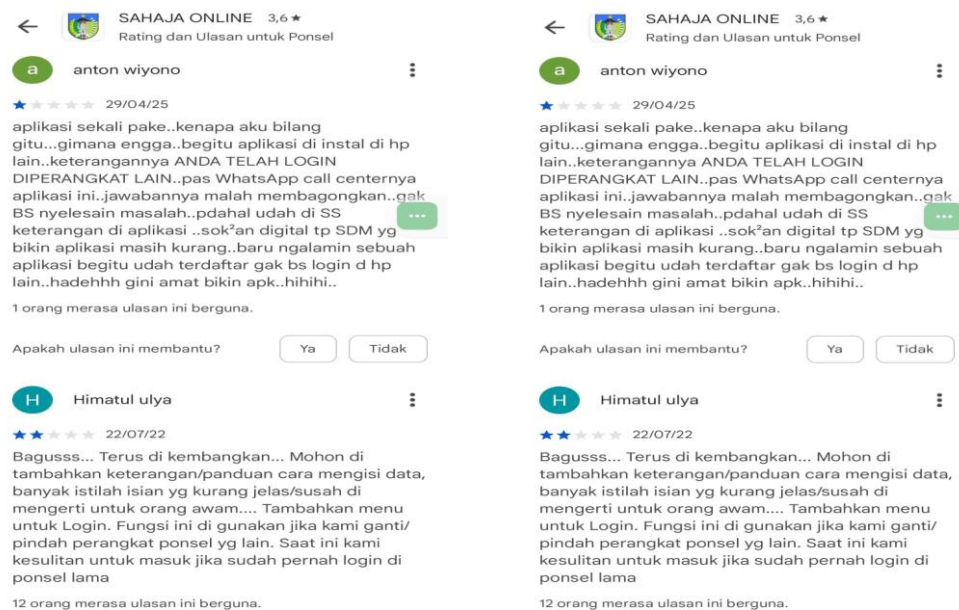 SAHAJA ONLINE 3,6 ★
Rating dan Ulasan untuk Ponsel
a anton wiyono
29/04/25
aplikasi sekali pake..kenapa aku bilang
gitu...gimana engga..begitu aplikasi di instal di hp
lain..keterangannya ANDA TELAH LOGIN
DIPERANGKAT LAIN..pas WhatsApp call centernya
aplikasi ini..jawabannya malah membagongkan..gak
BS nyelesain masalah..pdahal udah di SS
keterangan di aplikasi ..sok²an digital tp SDM yg
bikin aplikasi masih kurang..baru ngalamin sebuah
aplikasi begitu udah terdaftar gak bs login d hp
lain..hadehhh gini amat bikin apk..hihihi..
1 orang merasa ulasan ini berguna.
Apakah ulasan ini membantu? Ya Tidak
H Himatul ulya
22/07/22
Bagusss... Terus di kembangkan... Mohon di
tambahkan keterangan/panduan cara mengisi data,
banyak istilah isian yg kurang jelas/susah di
mengerti untuk orang awam.... Tambahkan menu
untuk Login. Fungsi ini di gunakan jika kami ganti/
pindah perangkat ponsel yg lain. Saat ini kami
kesulitan untuk masuk jika sudah pernah login di
ponsel lama
12 orang merasa ulasan ini berguna.
SAHAJA ONLINE 3,6 ★
Rating dan Ulasan untuk Ponsel
a anton wiyono
29/04/25
aplikasi sekali pake..kenapa aku bilang
gitu...gimana engga..begitu aplikasi di instal di hp
lain..keterangannya ANDA TELAH LOGIN
DIPERANGKAT LAIN..pas WhatsApp call centernya
aplikasi ini..jawabannya malah membagongkan..gak
BS nyelesain masalah..pdahal udah di SS
keterangan di aplikasi ..sok²an digital tp SDM yg
bikin aplikasi masih kurang..baru ngalamin sebuah
aplikasi begitu udah terdaftar gak bs login d hp
lain..hadehhh gini amat bikin apk..hihihi..
1 orang merasa ulasan ini berguna.
Apakah ulasan ini membantu? Ya Tidak
H Himatul ulya
22/07/22
Bagusss... Terus di kembangkan... Mohon di
tambahkan keterangan/panduan cara mengisi data,
banyak istilah isian yg kurang jelas/susah di
mengerti untuk orang awam.... Tambahkan menu
untuk Login. Fungsi ini di gunakan jika kami ganti/
pindah perangkat ponsel yg lain. Saat ini kami
kesulitan untuk masuk jika sudah pernah login di
ponsel lama
12 orang merasa ulasan ini berguna.